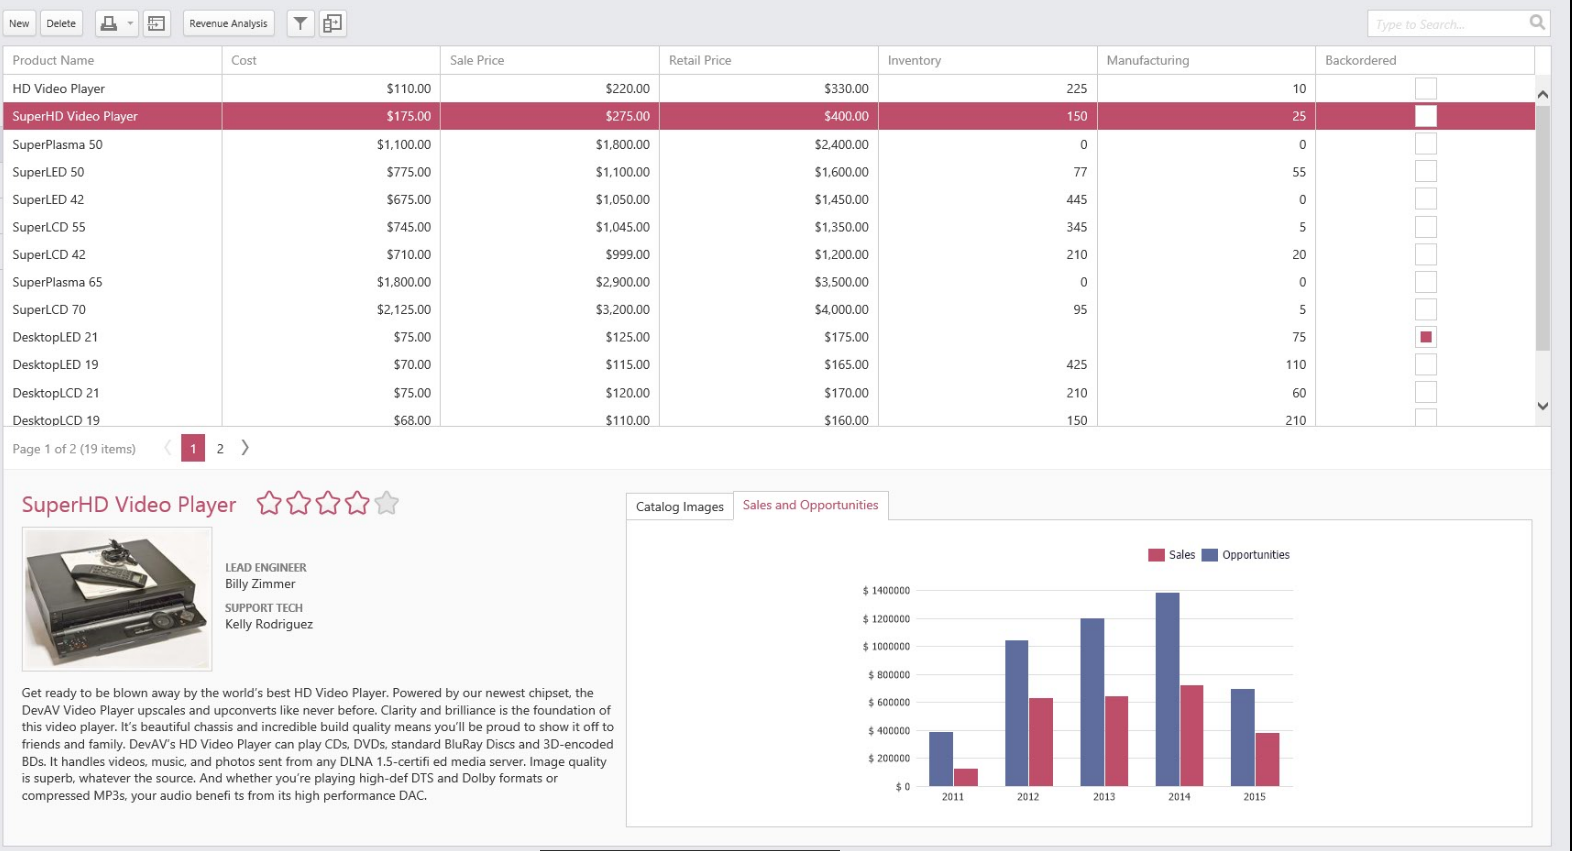 New Delete Revenue Analysis Type to Search...
Product Name Cost Sale Price Retail Price Inventory Manufacturing Backordered
HD Video Player $110.00 $220.00 $330.00 225 10
SuperHD Video Player $175.00 $275.00 $400.00 150 25
SuperPlasma 50 $1,100.00 $1,800.00 $2,400.00 0 0
SuperLED 50 $775.00 $1,100.00 $1,600.00 77 55
SuperLED 42 $675.00 $1,050.00 $1,450.00 445 0
SuperLCD 55 $745.00 $1,045.00 $1,350.00 345 5
SuperLCD 42 $710.00 $999.00 $1,200.00 210 20
SuperPlasma 65 $1,800.00 $2,900.00 $3,500.00 0 0
SuperLCD 70 $2,125.00 $3,200.00 $4,000.00 95 5
DesktopLED 21 $75.00 $125.00 $175.00 75
DesktopLED 19 $70.00 $115.00 $165.00 425 110
DesktopLCD 21 $75.00 $120.00 $170.00 210 60
DesktopLCD 19 $68.00 $110.00 $160.00 150 210
Page 1 of 2 (19 items) 1 2
SuperHD Video Player
LEAD ENGINEER
Billy Zimmer
SUPPORT TECH
Kelly Rodriguez
Get ready to be blown away by the world's best HD Video Player. Powered by our newest chipset, the
DevAV Video Player upscales and upconverts like never before. Clarity and brilliance is the foundation of
this video player. It's beautiful chassis and incredible build quality means you'll be proud to show it off to
friends and family. DevAV's HD Video Player can play CDs, DVDs, standard BluRay Discs and 3D-encoded
BDs. It handles videos, music, and photos sent from any DLNA 1.5-certifi ed media server. Image quality
is superb, whatever the source. And whether you're playing high-def DTS and Dolby formats or
compressed MP3s, your audio benefi ts from its high performance DAC.
Catalog Images Sales and Opportunities
Sales Opportunities
$ 1400000
$ 1200000
$ 1000000
$ 800000
$ 600000
$ 400000
$ 200000
$ 0
2011 2012 2013 2014 2015